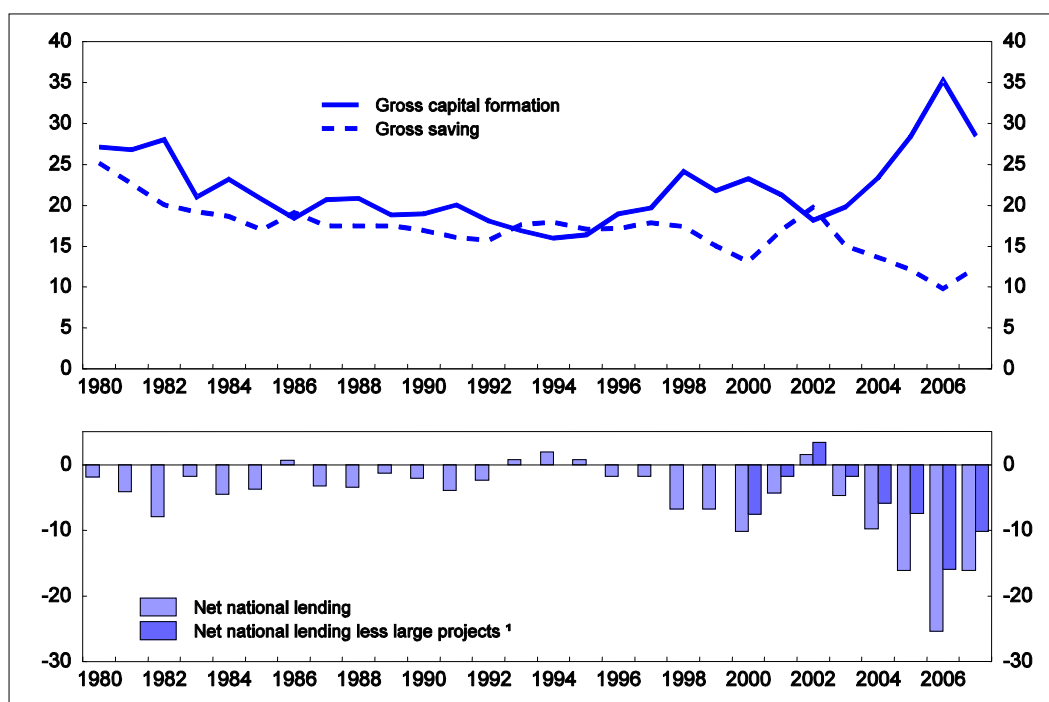 40 40
35 35
Gross capital formation
30 30
Gross saving
25 25
20 20
15 15
10 10
5 5
0 0
1980 1982 1984 1986 1988 1990 1992 1994 1996 1998 2000 2002 2004 2006
0 0
-10 -10
-20 -20
Net national lending
Net national lending less large projects ¹
-30 -30
1980 1982 1984 1986 1988 1990 1992 1994 1996 1998 2000 2002 2004 2006